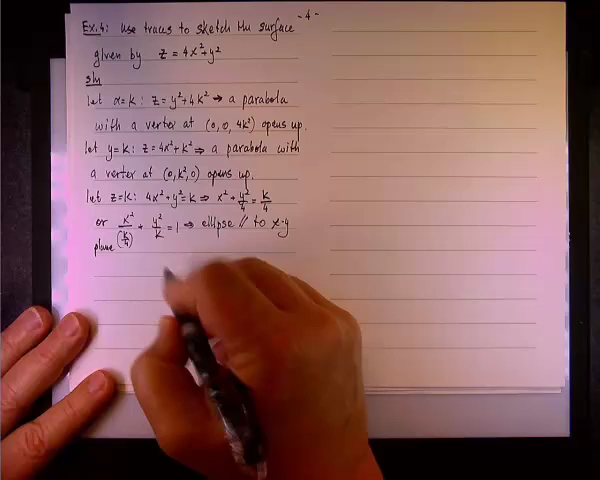 -4-
Ex.4: use traces to sketch the surface
given by z = 4x²+y²
sln
let x=k: z=y²+4k² → a parabola
with a vertex at (0, 0, 4k²) opens up.
let y=k: z=4x²+k² ⇒ a parabola with
a vertex at (0, k², 0) opens up.
let z=k: 4x²+y²=k ⇒ x²+y²/4=k/4
or x²/(k/4) + y²/k = 1 ⇒ ellipse // to x-y
plane